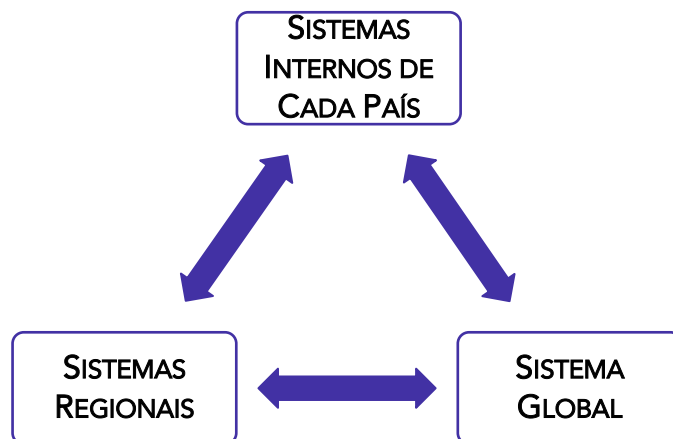 SISTEMAS
INTERNOS DE
CADA PAÍS
SISTEMAS
REGIONAIS
SISTEMA
GLOBAL